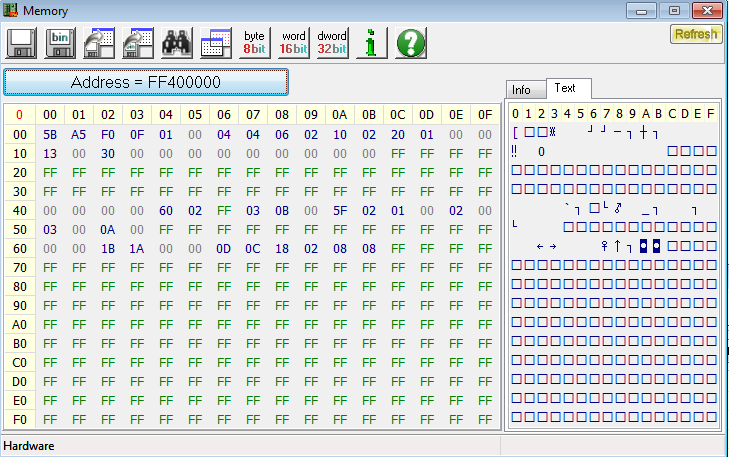 Memory
bin byte 8bit word 16bit dword 32bit Refresh
Address = FF400000
Info Text
0 00 01 02 03 04 05 06 07 08 09 0A 0B 0C 0D 0E 0F 0 1 2 3 4 5 6 7 8 9 A B C D E F
00 5B A5 F0 0F 01 00 04 04 06 02 10 02 20 01 00 00
10 13 00 30 00 00 00 00 00 00 00 00 00 FF FF FF FF
20 FF FF FF FF FF FF FF FF FF FF FF FF FF FF FF FF
30 FF FF FF FF FF FF FF FF FF FF FF FF FF FF FF FF
40 00 00 00 00 60 02 FF 03 0B 00 5F 02 01 00 02 00
50 03 00 0A 00 FF FF FF FF FF FF FF FF FF FF FF FF
60 00 00 1B 1A 00 00 0D 0C 18 02 08 08 FF FF FF FF
70 FF FF FF FF FF FF FF FF FF FF FF FF FF FF FF FF
80 FF FF FF FF FF FF FF FF FF FF FF FF FF FF FF FF
90 FF FF FF FF FF FF FF FF FF FF FF FF FF FF FF FF
A0 FF FF FF FF FF FF FF FF FF FF FF FF FF FF FF FF
B0 FF FF FF FF FF FF FF FF FF FF FF FF FF FF FF FF
C0 FF FF FF FF FF FF FF FF FF FF FF FF FF FF FF FF
D0 FF FF FF FF FF FF FF FF FF FF FF FF FF FF FF FF
E0 FF FF FF FF FF FF FF FF FF FF FF FF FF FF FF FF
F0 FF FF FF FF FF FF FF FF FF FF FF FF FF FF FF FF
Hardware